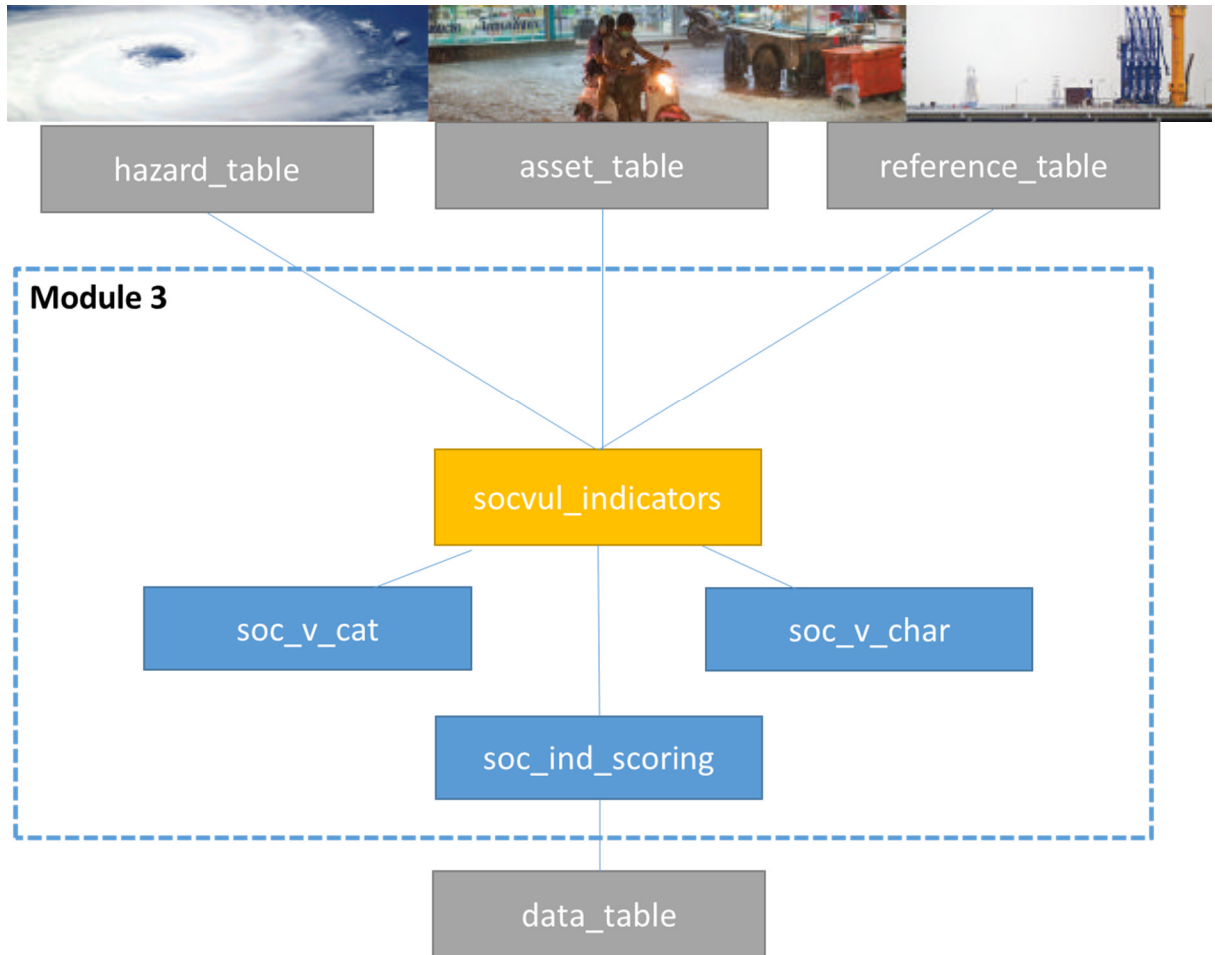 hazard_table
asset_table
reference_table
Module 3
socvul_indicators
soc_v_cat
soc_v_char
soc_ind_scoring
data_table